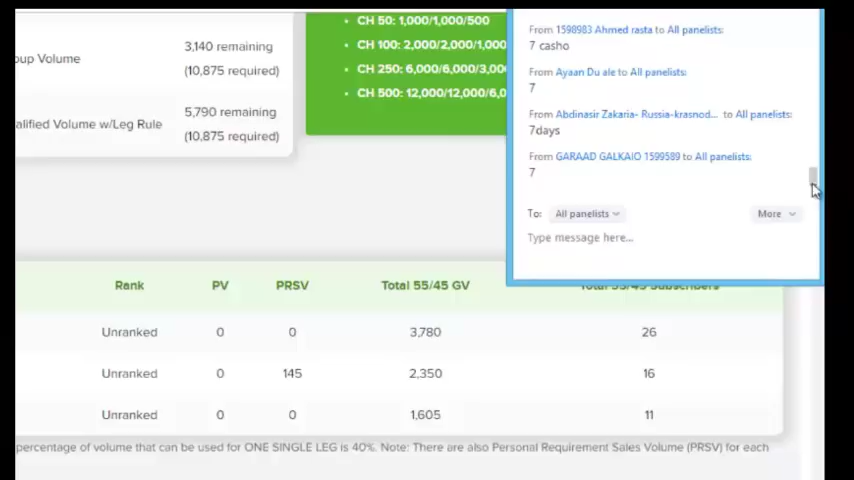 oup Volume
3,140 remaining
(10,875 required)
alified Volume w/Leg Rule
5,790 remaining
(10,875 required)
• CH 50: 1,000/1,000/500
• CH 100: 2,000/2,000/1,000
• CH 250: 6,000/6,000/3,00
• CH 500: 12,000/12,000/6,0
From 1598983 Ahmed rasta to All panelists:
7 casho
From Ayaan Du ale to All panelists:
7
From Abdinasir Zakaria- Russia-krasnod... to All panelists:
7days
From GARAAD GALKAIO 1599589 to All panelists:
7
To: All panelists More
Type message here...
Rank PV PRSV Total 55/45 GV Total 55/45 Subscribers
Unranked 0 0 3,780 26
Unranked 0 145 2,350 16
Unranked 0 0 1,605 11
percentage of volume that can be used for ONE SINGLE LEG is 40%. Note: There are also Personal Requirement Sales Volume (PRSV) for each